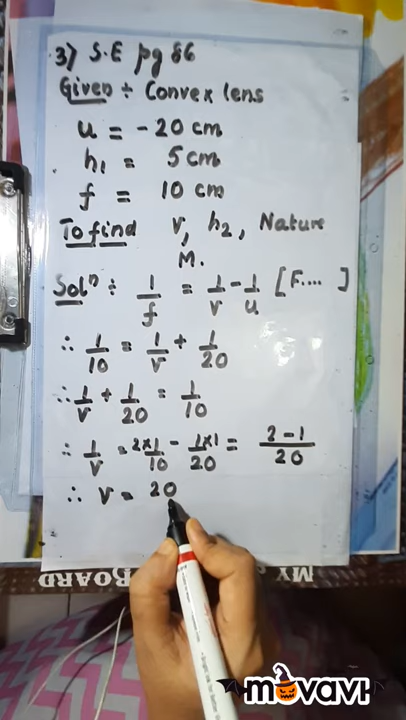 3) S.E pg 86
Given ÷ Convex lens
u = -20 cm
h₁ = 5 cm
f = 10 cm
To find v, h₂, Nature
M.
Solⁿ ÷ 1/f = 1/v - 1/u [F.... ]
∴ 1/10 = 1/v + 1/20
∴ 1/v + 1/20 = 1/10
∴ 1/v = 2×1/10 - 1×1/20 = 2-1/20
∴ v = 20
BOARD
movavi